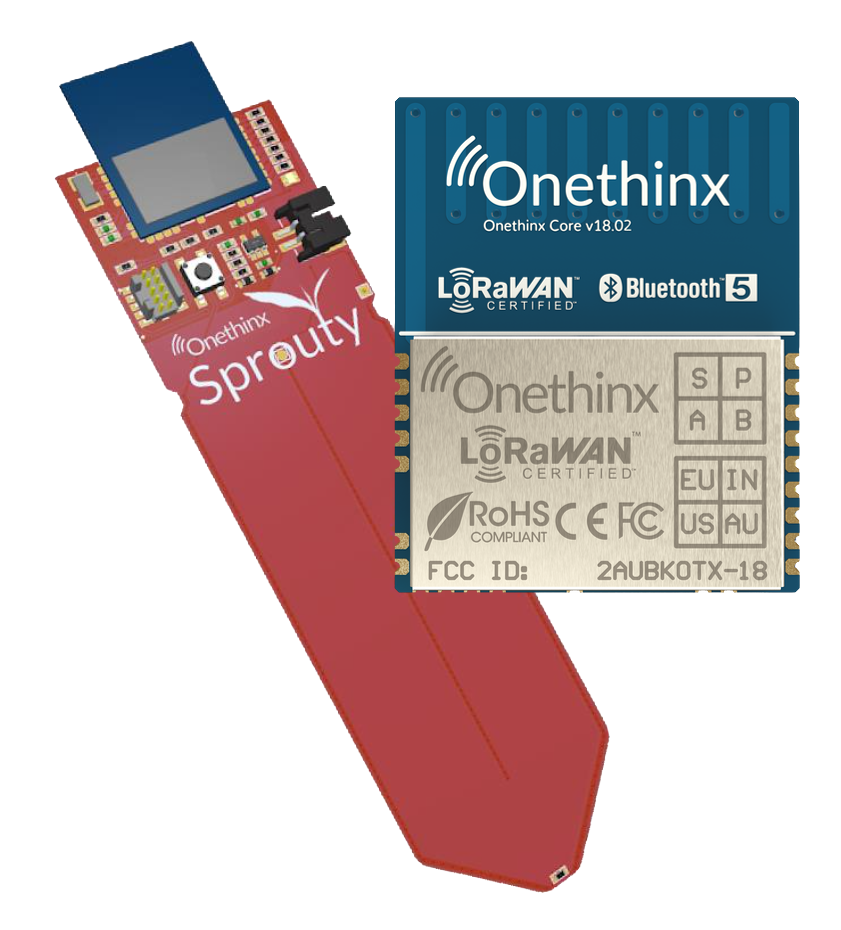 Onethinx
Sprouty
Onethinx
Onethinx Core v18.02
LoRaWAN™
CERTIFIED™
Bluetooth™ 5
Onethinx
S P
A B
LoRaWAN™
CERTIFIED™
EU IN
US AU
RoHS
COMPLIANT
CE FC
FCC ID: 2AUBKOTX-18